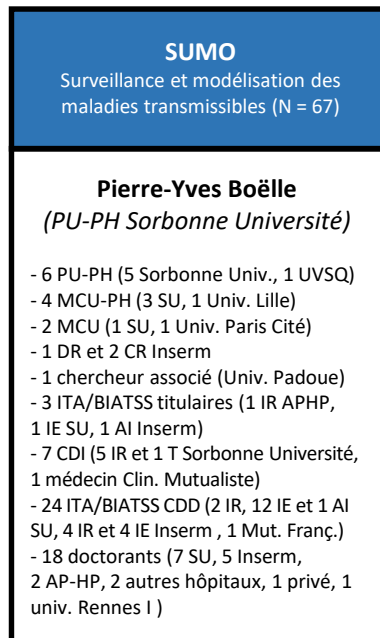 SUMO
Surveillance et modélisation des
maladies transmissibles (N = 67)
Pierre-Yves Boëlle
(PU-PH Sorbonne Université)
- 6 PU-PH (5 Sorbonne Univ., 1 UVSQ)
- 4 MCU-PH (3 SU, 1 Univ. Lille)
- 2 MCU (1 SU, 1 Univ. Paris Cité)
- 1 DR et 2 CR Inserm
- 1 chercheur associé (Univ. Padoue)
- 3 ITA/BIATSS titulaires (1 IR APHP,
1 IE SU, 1 AI Inserm)
- 7 CDI (5 IR et 1 T Sorbonne Université,
1 médecin Clin. Mutualiste)
- 24 ITA/BIATSS CDD (2 IR, 12 IE et 1 AI
SU, 4 IR et 4 IE Inserm , 1 Mut. Franç.)
- 18 doctorants (7 SU, 5 Inserm,
2 AP-HP, 2 autres hôpitaux, 1 privé, 1
univ. Rennes I )